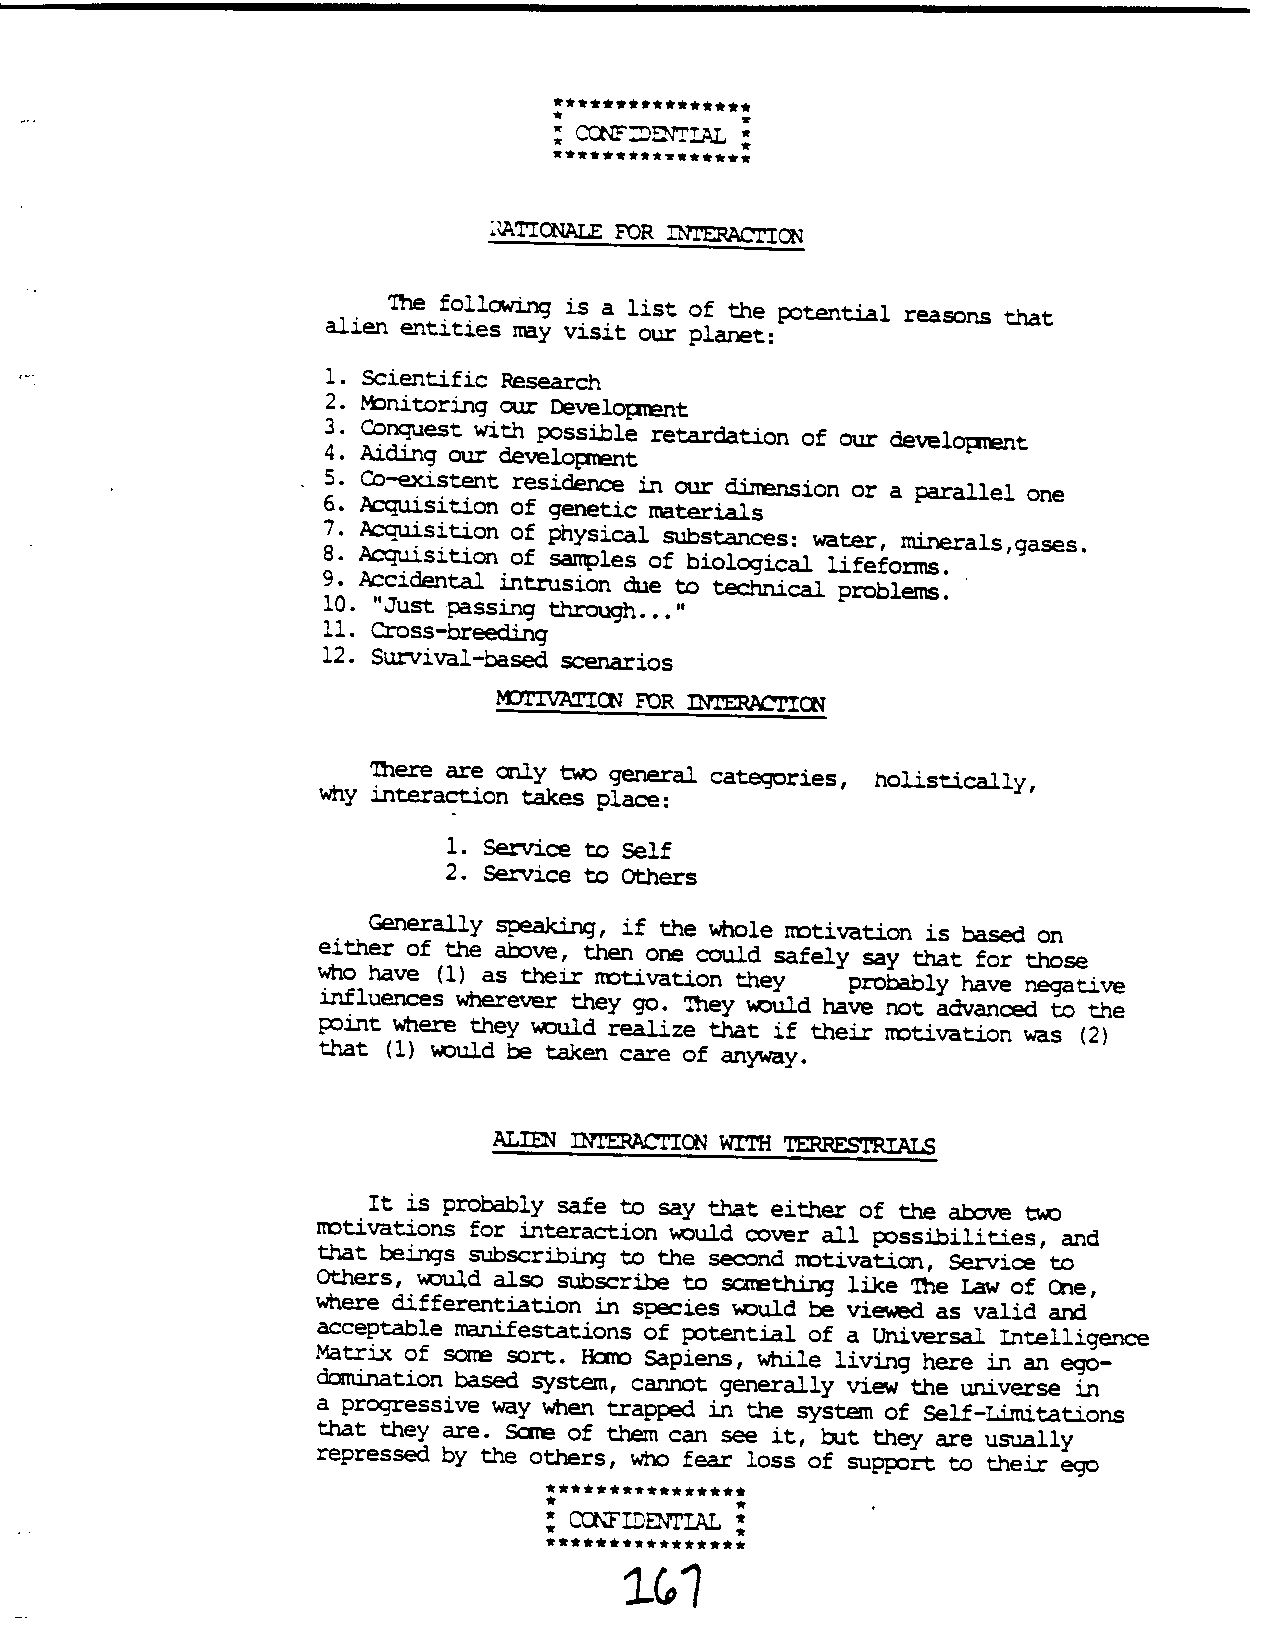 ****************
* CONFIDENTIAL *
****************
RATIONALE FOR INTERACTION
The following is a list of the potential reasons that
alien entities may visit our planet:
1. Scientific Research
2. Monitoring our Development
3. Conquest with possible retardation of our development
4. Aiding our development
5. Co-existent residence in our dimension or a parallel one
6. Acquisition of genetic materials
7. Acquisition of physical substances: water, minerals,gases.
8. Acquisition of samples of biological lifeforms.
9. Accidental intrusion due to technical problems.
10. "Just passing through..."
11. Cross-breeding
12. Survival-based scenarios
MOTIVATION FOR INTERACTION
There are only two general categories, holistically,
why interaction takes place:
1. Service to Self
2. Service to Others
Generally speaking, if the whole motivation is based on
either of the above, then one could safely say that for those
who have (1) as their motivation they probably have negative
influences wherever they go. They would have not advanced to the
point where they would realize that if their motivation was (2)
that (1) would be taken care of anyway.
ALIEN INTERACTION WITH TERRESTRIALS
It is probably safe to say that either of the above two
motivations for interaction would cover all possibilities, and
that beings subscribing to the second motivation, Service to
Others, would also subscribe to something like The Law of One,
where differentiation in species would be viewed as valid and
acceptable manifestations of potential of a Universal Intelligence
Matrix of some sort. Homo Sapiens, while living here in an ego-
domination based system, cannot generally view the universe in
a progressive way when trapped in the system of Self-Limitations
that they are. Some of them can see it, but they are usually
repressed by the others, who fear loss of support to their ego
****************
* CONFIDENTIAL *
****************
167